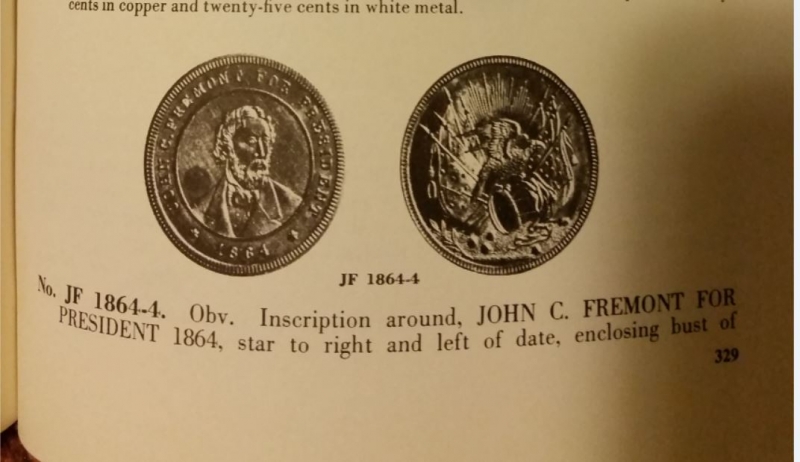 cents in copper and twenty-five cents in white metal.
JOHN C. FREMONT FOR PRESIDENT
1864
JF 1864-4
No. JF 1864-4. Obv. Inscription around, JOHN C. FREMONT FOR
PRESIDENT 1864, star to right and left of date, enclosing bust of
329